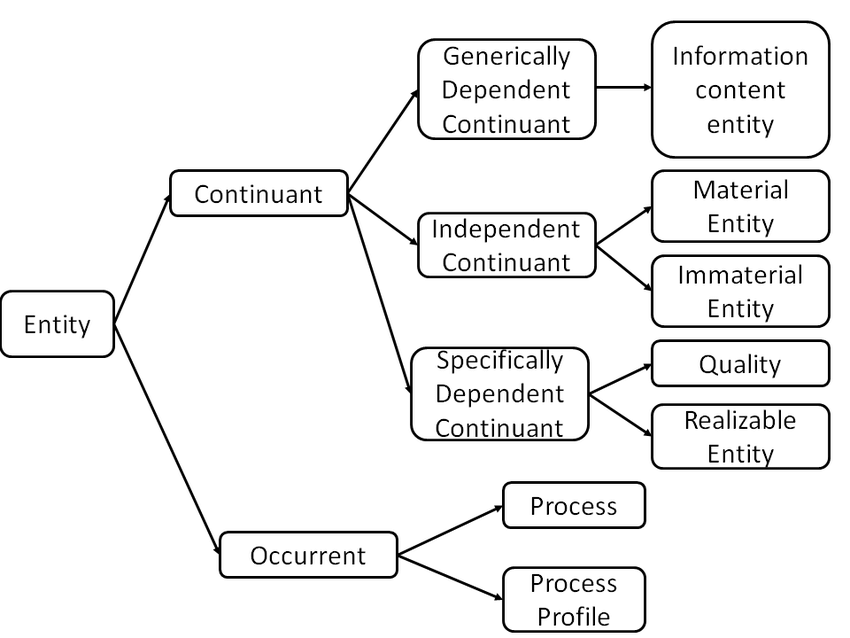 Generically
Dependent
Continuant
Information
content
entity
Continuant
Material
Entity
Independent
Continuant
Immaterial
Entity
Entity
Specifically
Dependent
Continuant
Quality
Realizable
Entity
Process
Occurrent
Process
Profile